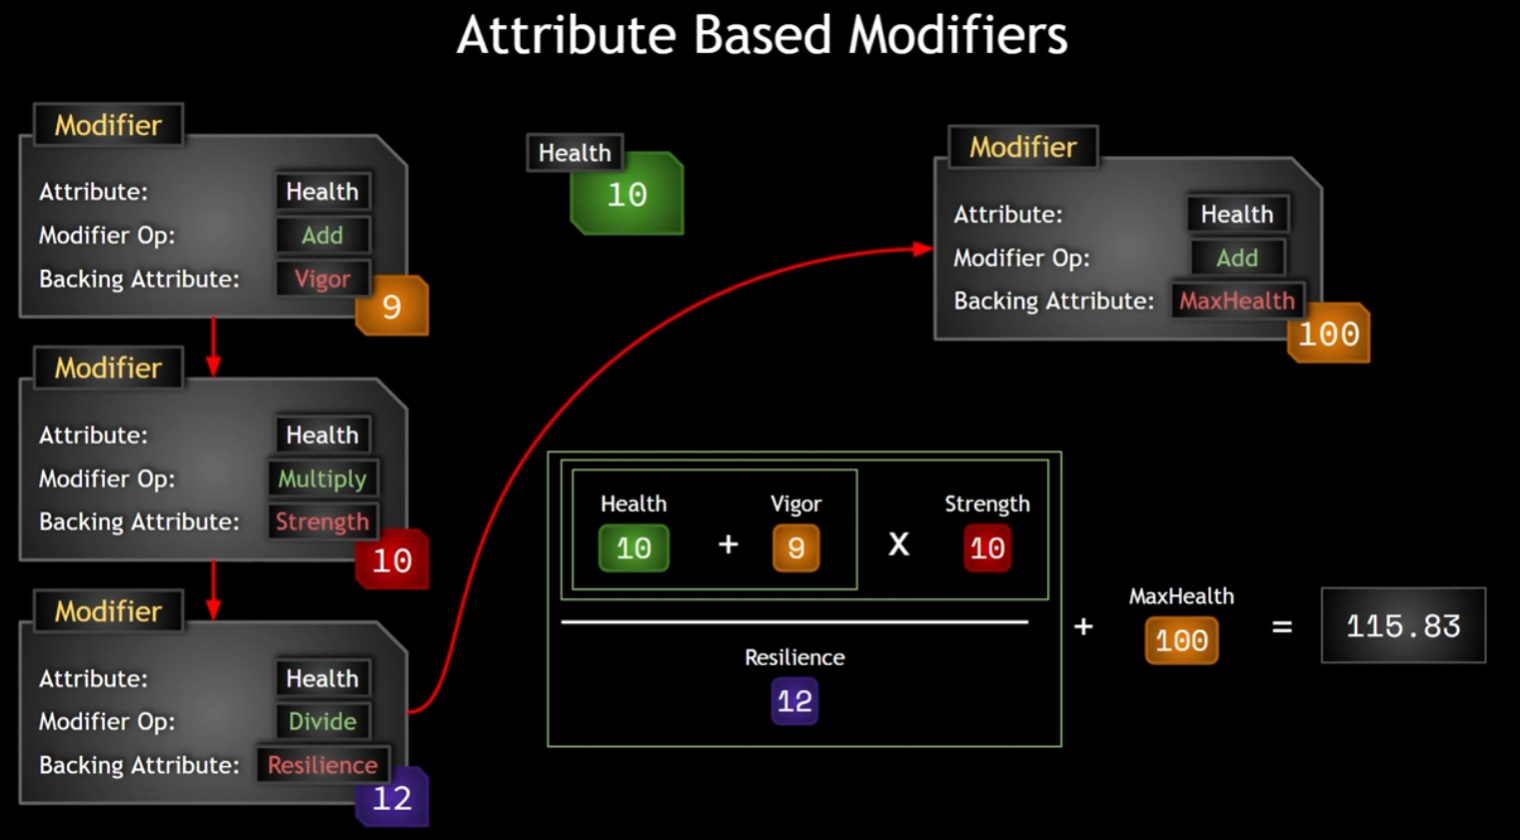 Attribute Based Modifiers
Modifier
Attribute: Health
Modifier Op: Add
Backing Attribute: Vigor
9
Modifier
Attribute: Health
Modifier Op: Multiply
Backing Attribute: Strength
10
Modifier
Attribute: Health
Modifier Op: Divide
Backing Attribute: Resilience
12
Health
10
Modifier
Attribute: Health
Modifier Op: Add
Backing Attribute: MaxHealth
100
Health Vigor Strength
10 + 9 X 10
Resilience
12
MaxHealth
+ 100 = 115.83